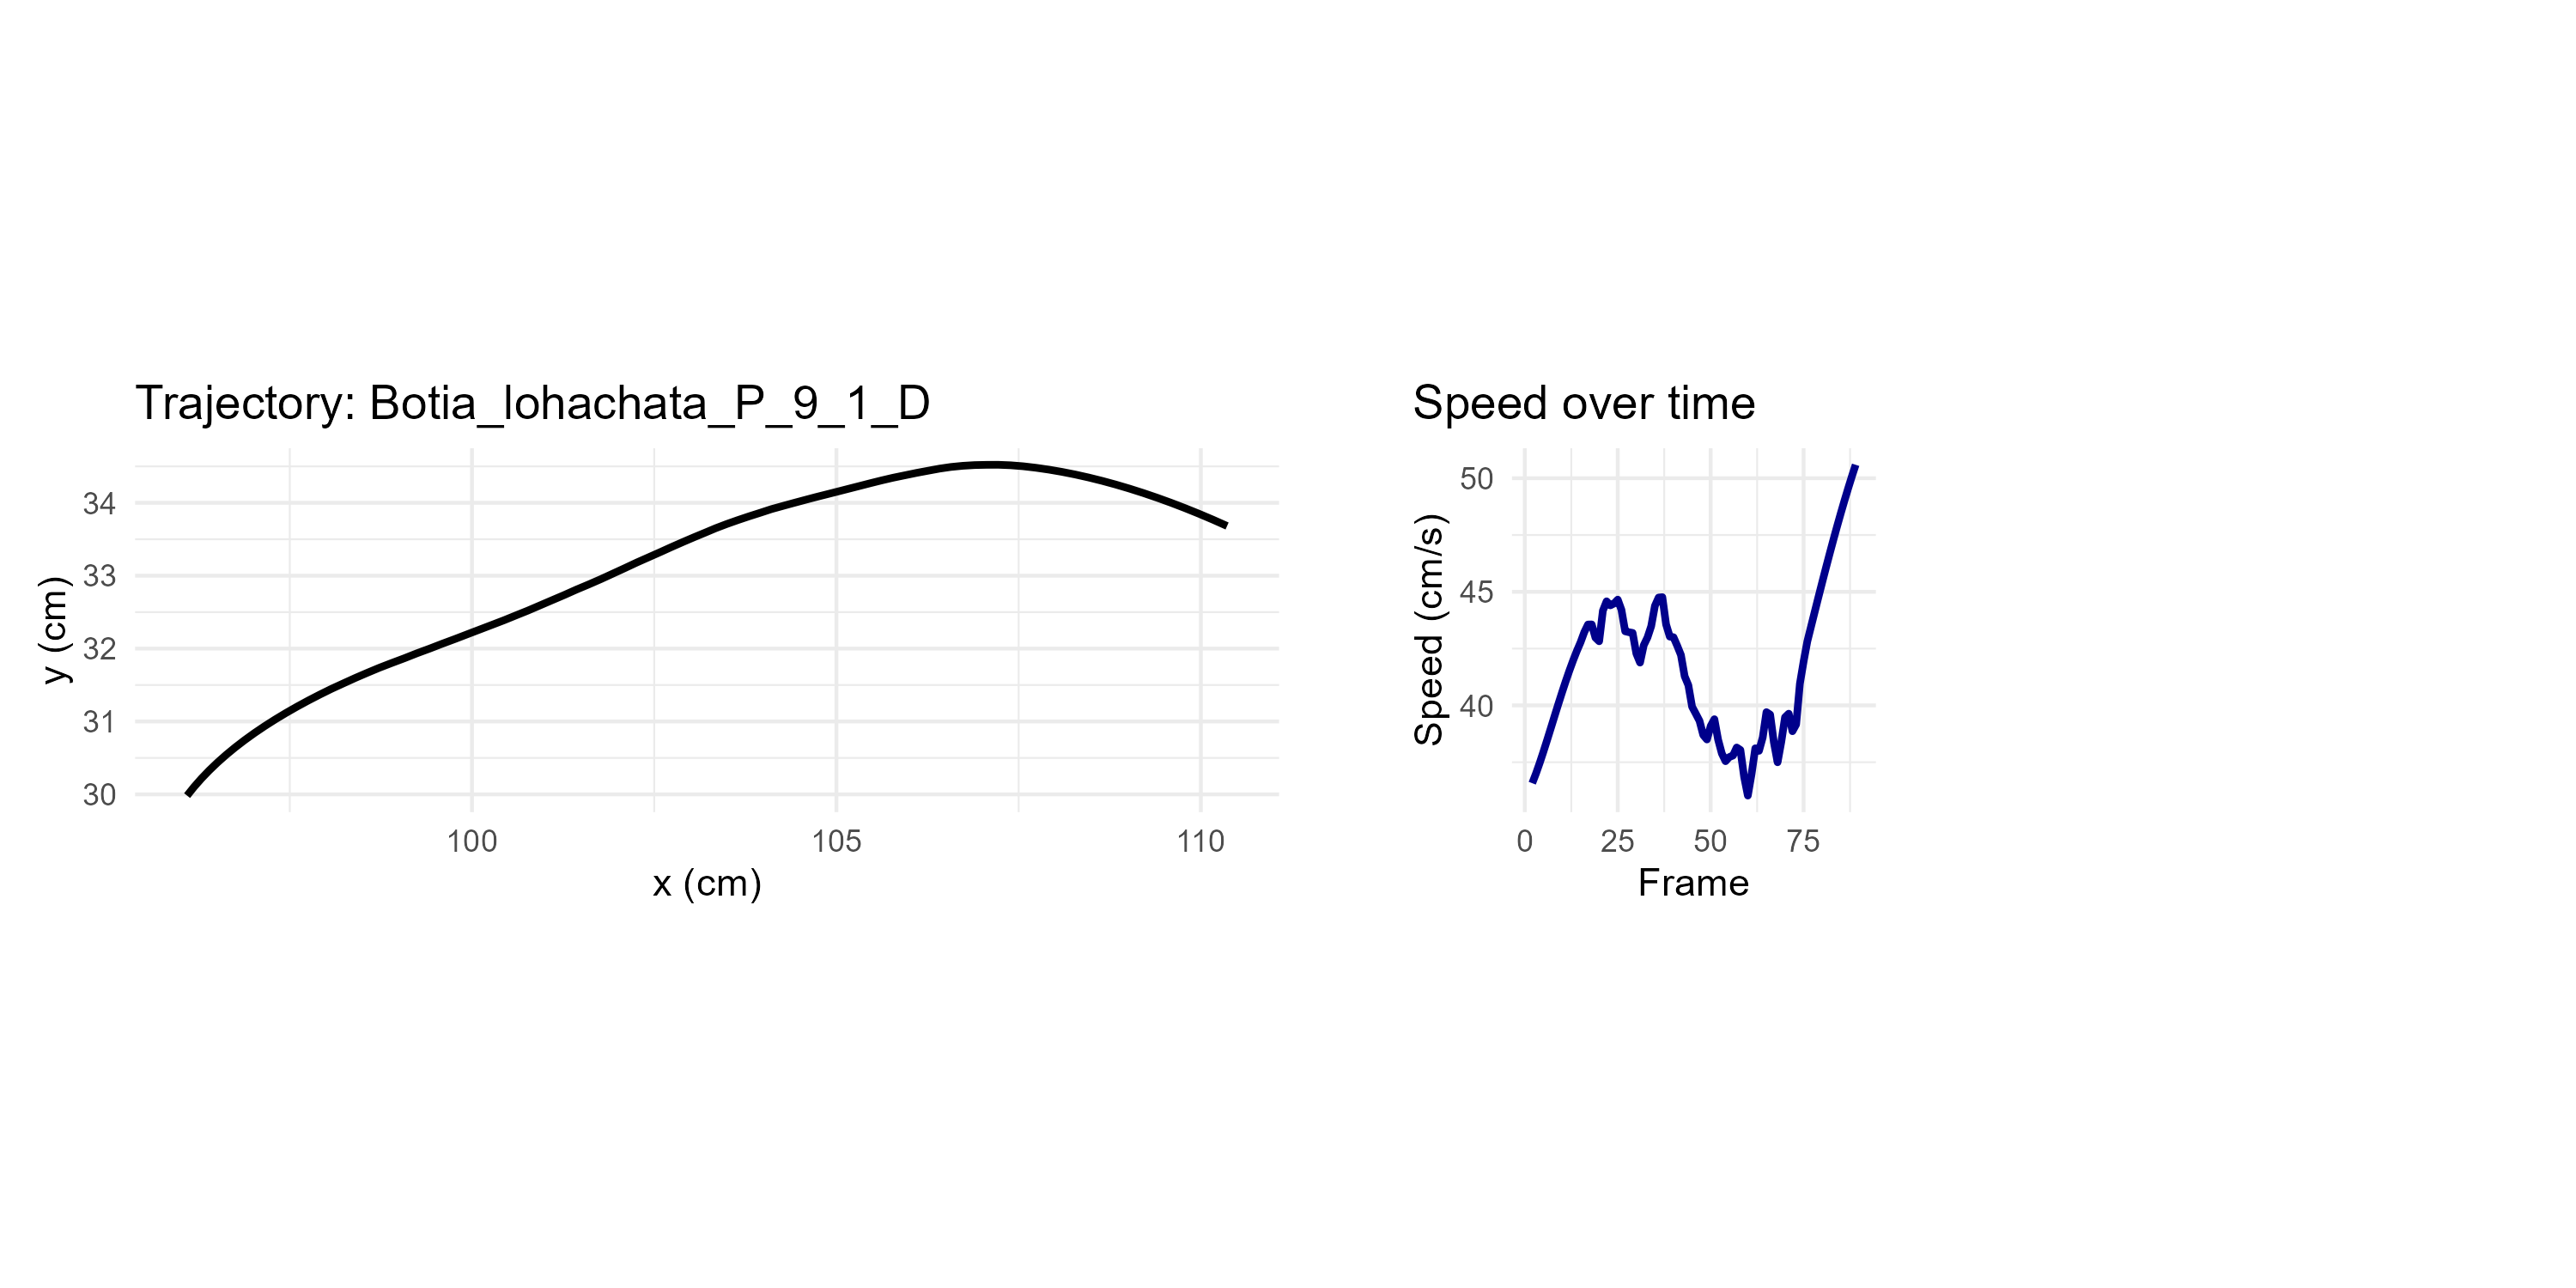 Trajectory: Botia_lohachata_P_9_1_D
34
33
32
31
30
y (cm)
100 105 110
x (cm)
Speed over time
50
45
40
Speed (cm/s)
0 25 50 75
Frame